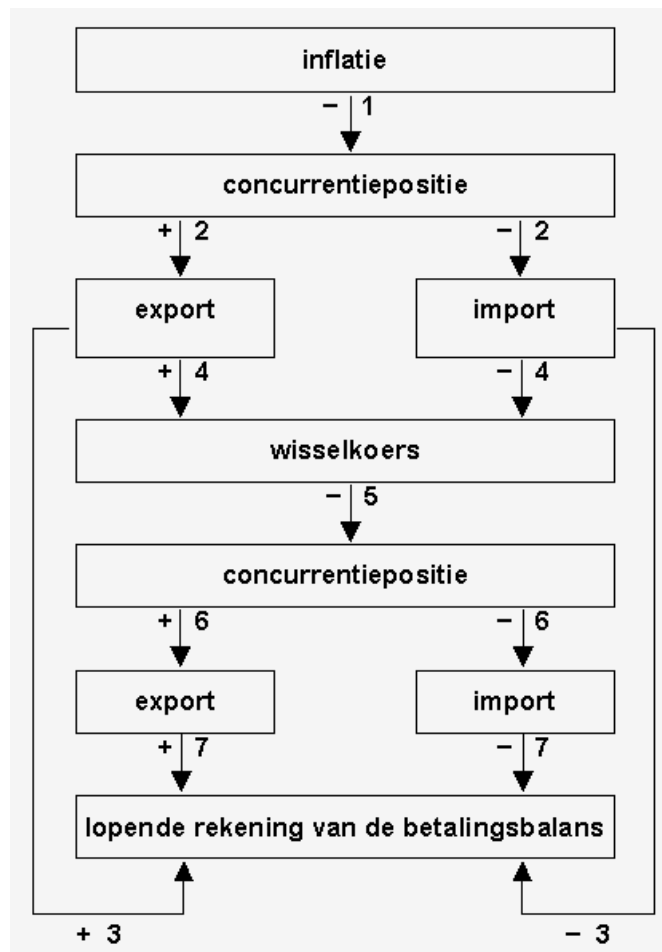 inflatie
– 1
concurrentiepositie
+ 2 – 2
export import
+ 4 – 4
wisselkoers
– 5
concurrentiepositie
+ 6 – 6
export import
+ 7 – 7
lopende rekening van de betalingsbalans
+ 3 – 3